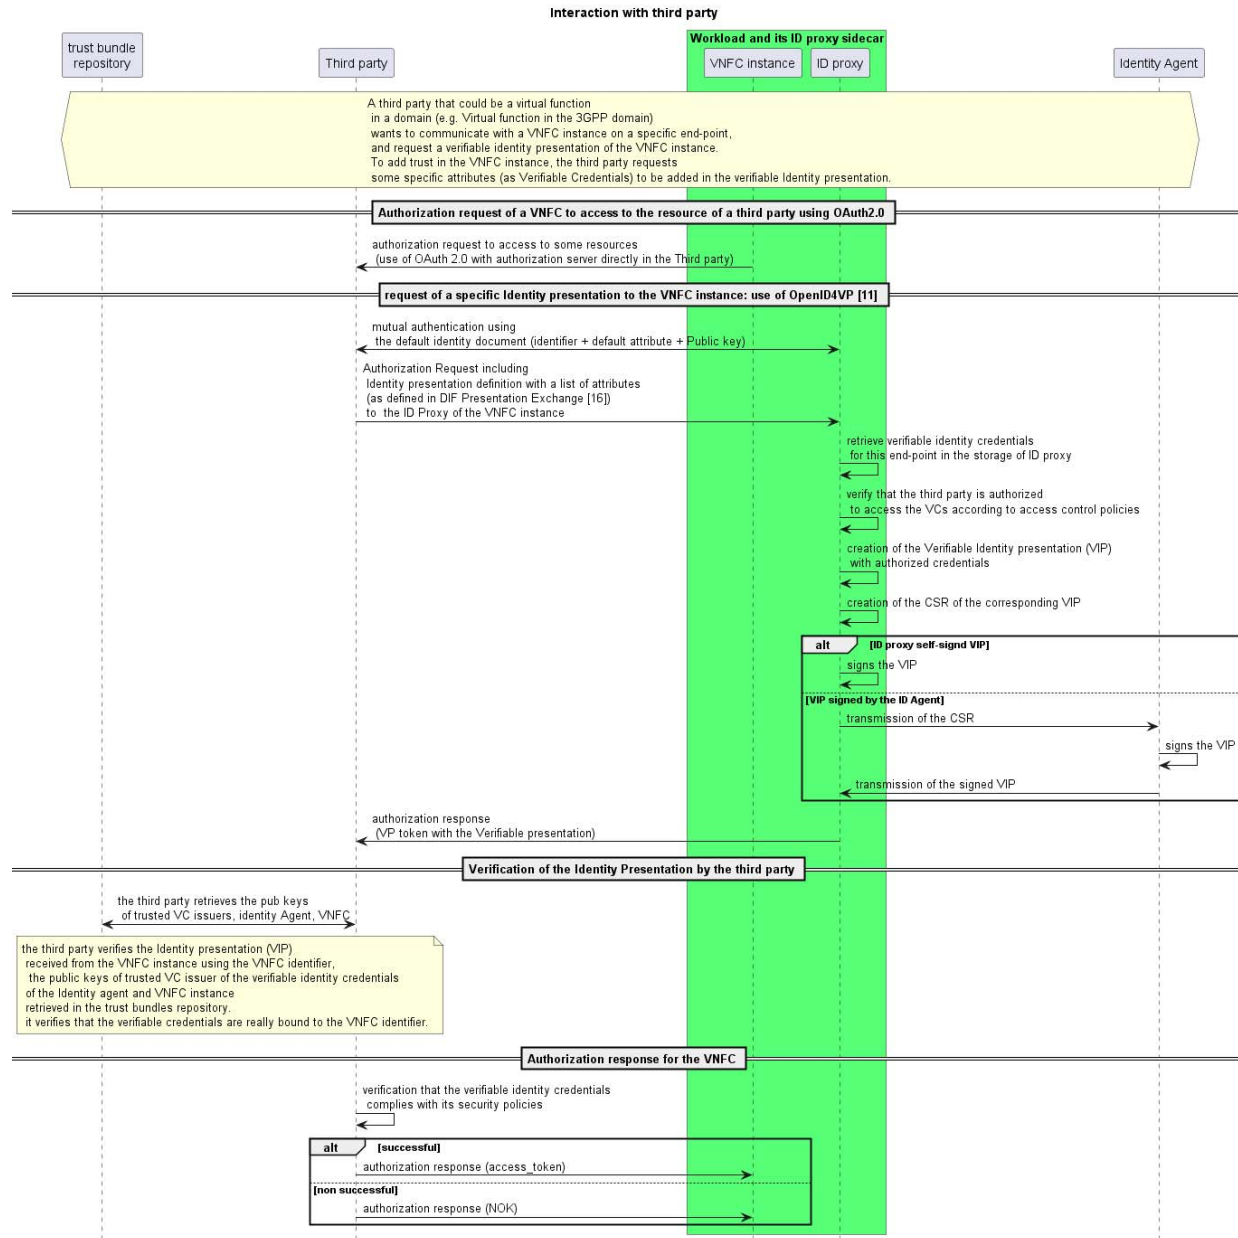 Interaction with third party
Workload and its ID proxy sidecar
trust bundle
repository
Third party
VNFC instance
ID proxy
Identity Agent
A third party that could be a virtual function
in a domain (e.g. Virtual function in the 3GPP domain)
wants to communicate with a VNFC instance on a specific end-point,
and request a verifiable identity presentation of the VNFC instance.
To add trust in the VNFC instance, the third party requests
some specific attributes (as Verifiable Credentials) to be added in the verifiable Identity presentation.
Authorization request of a VNFC to access to the resource of a third party using OAuth2.0
authorization request to access to some resources
(use of OAuth 2.0 with authorization server directly in the Third party)
request of a specific Identity presentation to the VNFC instance: use of OpenID4VP [11]
mutual authentication using
the default identity document (identifier + default attribute + Public key)
Authorization Request including
Identity presentation definition with a list of attributes
(as defined in DIF Presentation Exchange [16])
to the ID Proxy of the VNFC instance
retrieve verifiable identity credentials
for this end-point in the storage of ID proxy
verify that the third party is authorized
to access the VCs according to access control policies
creation of the Verifiable Identity presentation (VIP)
with authorized credentials
creation of the CSR of the corresponding VIP
alt [ID proxy self-signd VIP]
signs the VIP
[VIP signed by the ID Agent]
transmission of the CSR
signs the VIP
transmission of the signed VIP
authorization response
(VP token with the Verifiable presentation)
Verification of the Identity Presentation by the third party
the third party retrieves the pub keys
of trusted VC issuers, identity Agent, VNFC
the third party verifies the Identity presentation (VIP)
received from the VNFC instance using the VNFC identifier,
the public keys of trusted VC issuer of the verifiable identity credentials
of the Identity agent and VNFC instance
retrieved in the trust bundles repository.
it verifies that the verifiable credentials are really bound to the VNFC identifier.
Authorization response for the VNFC
verification that the verifiable identity credentials
complies with its security policies
alt [successful]
authorization response (access_token)
[non successful]
authorization response (NOK)